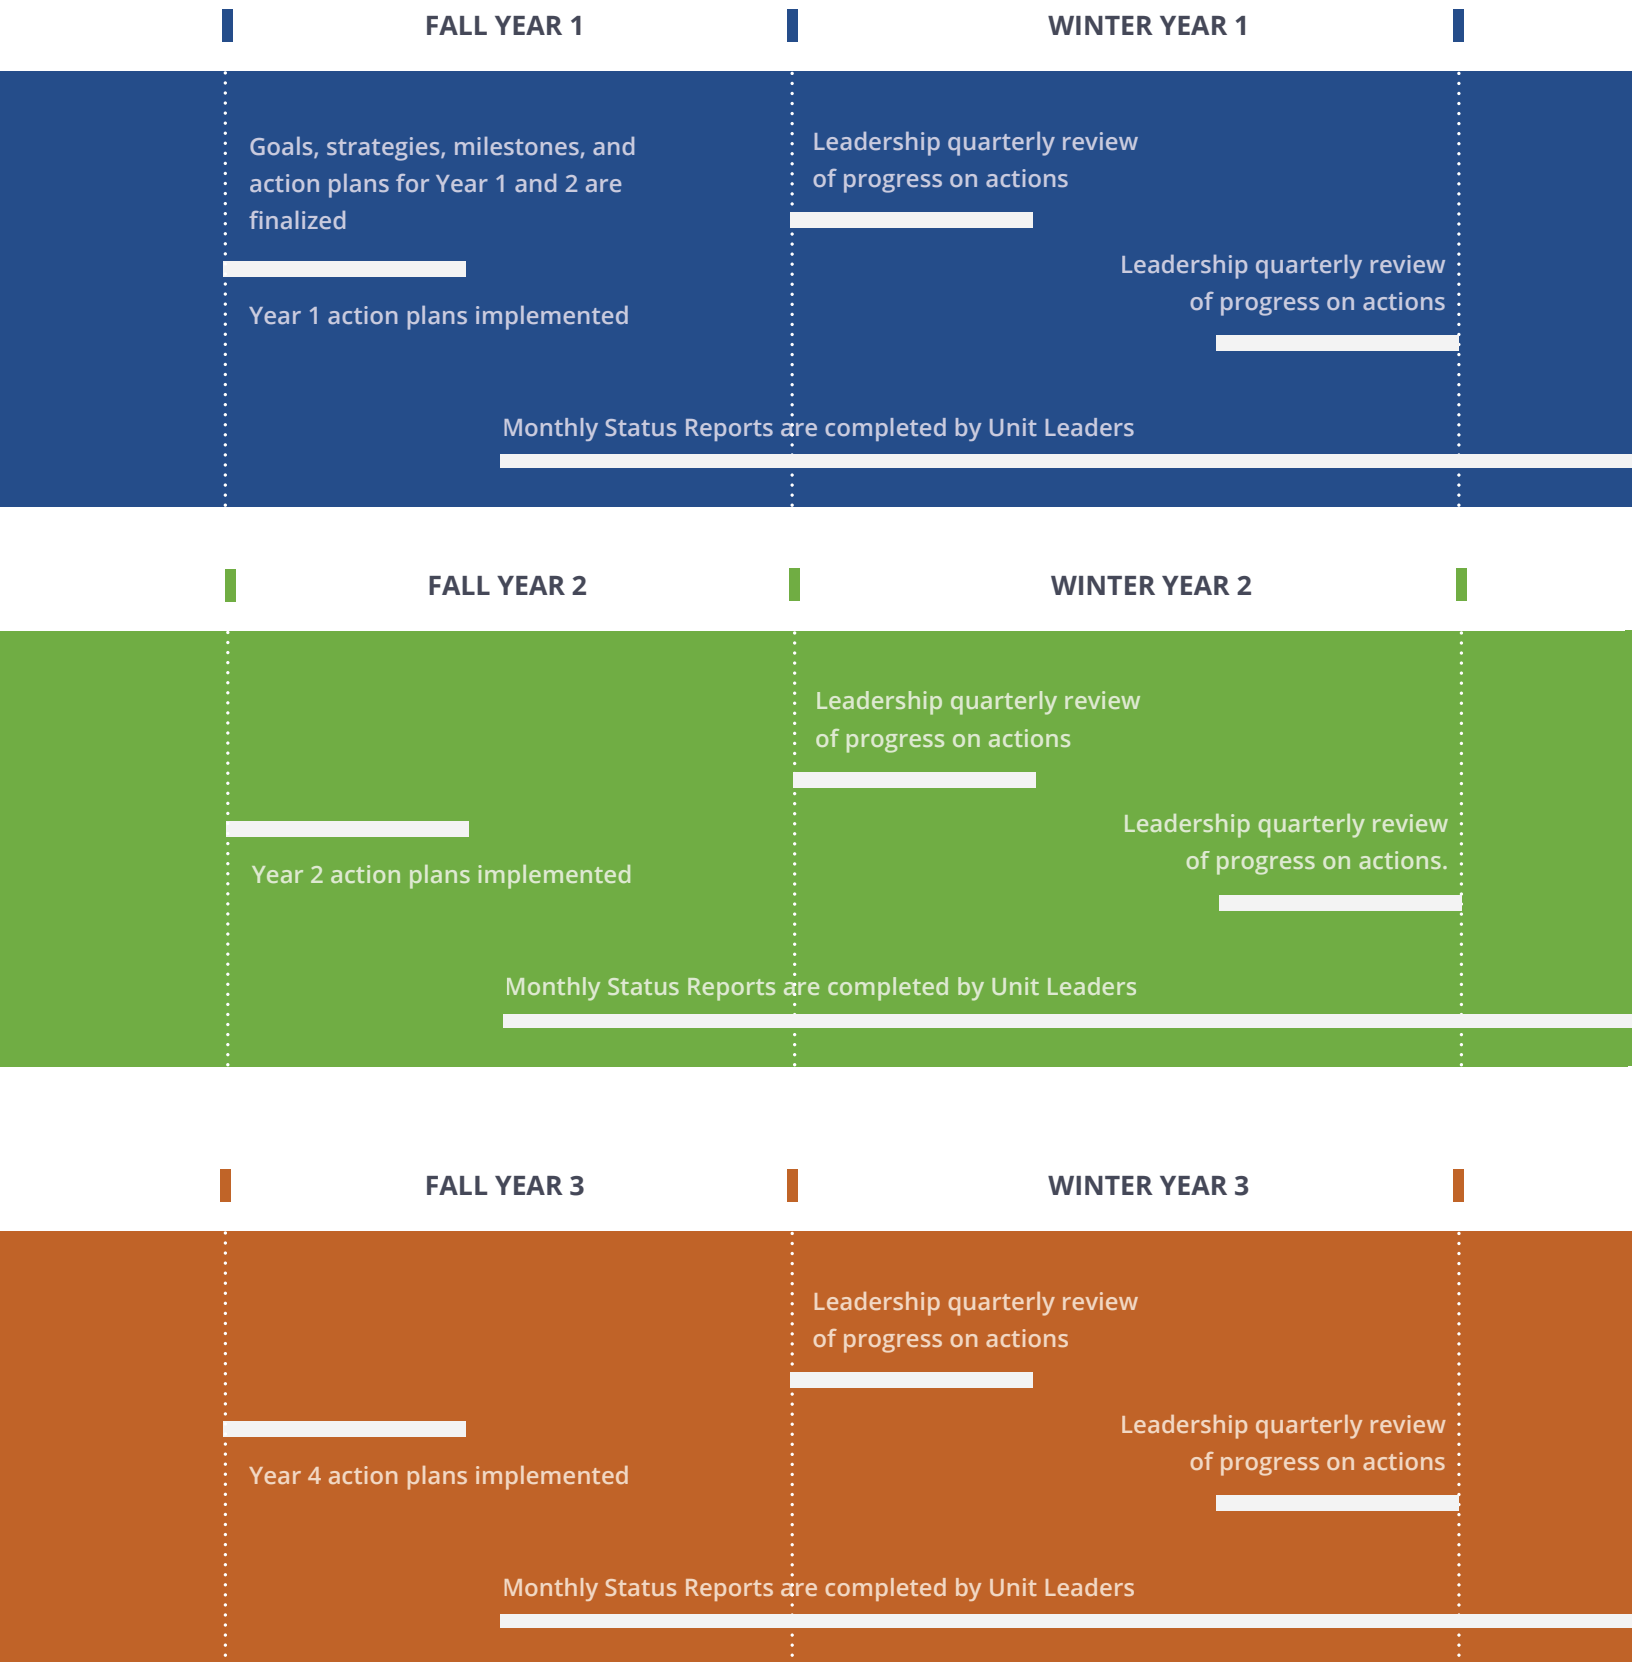 FALL YEAR 1
WINTER YEAR 1
Goals, strategies, milestones, and
action plans for Year 1 and 2 are
finalized
Year 1 action plans implemented
Leadership quarterly review
of progress on actions
Leadership quarterly review
of progress on actions
Monthly Status Reports are completed by Unit Leaders
FALL YEAR 2
WINTER YEAR 2
Year 2 action plans implemented
Leadership quarterly review
of progress on actions
Leadership quarterly review
of progress on actions.
Monthly Status Reports are completed by Unit Leaders
FALL YEAR 3
WINTER YEAR 3
Year 4 action plans implemented
Leadership quarterly review
of progress on actions
Leadership quarterly review
of progress on actions
Monthly Status Reports are completed by Unit Leaders